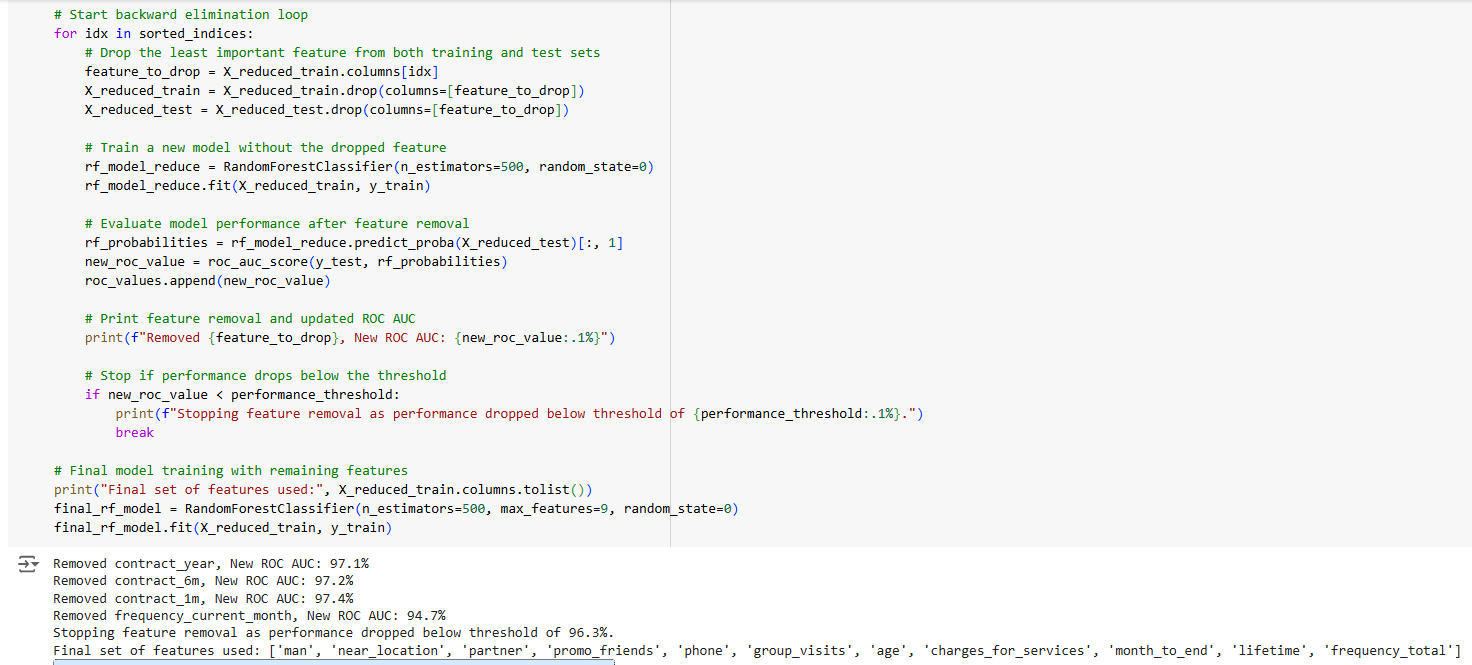 # Start backward elimination loop
for idx in sorted_indices:
    # Drop the least important feature from both training and test sets
    feature_to_drop = X_reduced_train.columns[idx]
    X_reduced_train = X_reduced_train.drop(columns=[feature_to_drop])
    X_reduced_test = X_reduced_test.drop(columns=[feature_to_drop])

    # Train a new model without the dropped feature
    rf_model_reduce = RandomForestClassifier(n_estimators=500, random_state=0)
    rf_model_reduce.fit(X_reduced_train, y_train)

    # Evaluate model performance after feature removal
    rf_probabilities = rf_model_reduce.predict_proba(X_reduced_test)[:, 1]
    new_roc_value = roc_auc_score(y_test, rf_probabilities)
    roc_values.append(new_roc_value)

    # Print feature removal and updated ROC AUC
    print(f"Removed {feature_to_drop}, New ROC AUC: {new_roc_value:.1%}")

    # Stop if performance drops below the threshold
    if new_roc_value < performance_threshold:
        print(f"Stopping feature removal as performance dropped below threshold of {performance_threshold:.1%}.")
        break

# Final model training with remaining features
print("Final set of features used:", X_reduced_train.columns.tolist())
final_rf_model = RandomForestClassifier(n_estimators=500, max_features=9, random_state=0)
final_rf_model.fit(X_reduced_train, y_train)

Removed contract_year, New ROC AUC: 97.1%
Removed contract_6m, New ROC AUC: 97.2%
Removed contract_1m, New ROC AUC: 97.4%
Removed frequency_current_month, New ROC AUC: 94.7%
Stopping feature removal as performance dropped below threshold of 96.3%.
Final set of features used: ['man', 'near_location', 'partner', 'promo_friends', 'phone', 'group_visits', 'age', 'charges_for_services', 'month_to_end', 'lifetime', 'frequency_total']